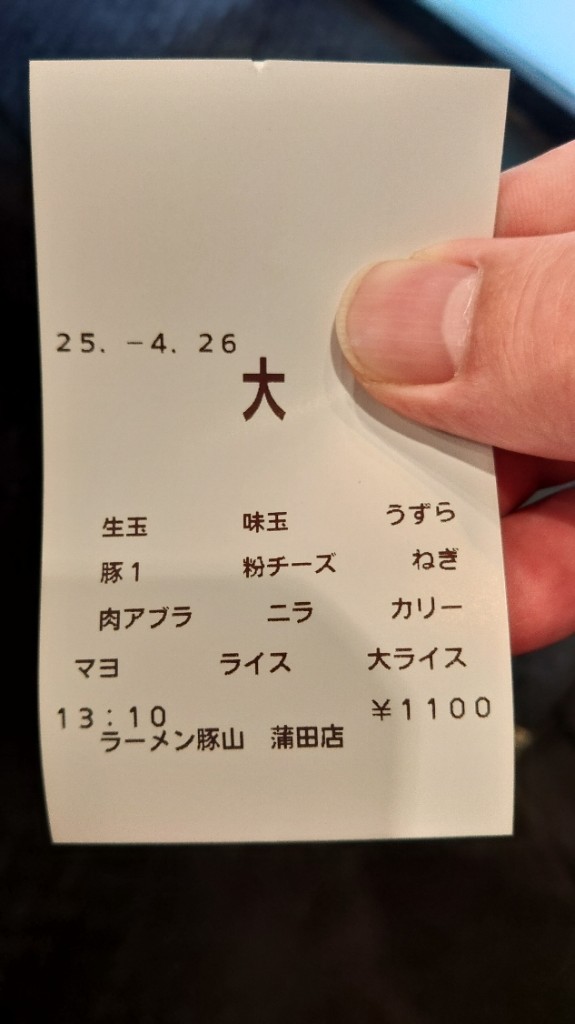 25.-4.26
大
生玉 味玉 うずら
豚1 粉チーズ ねぎ
肉アブラ ニラ カリー
マヨ ライス 大ライス
13:10 ¥1100
ラーメン豚山 蒲田店